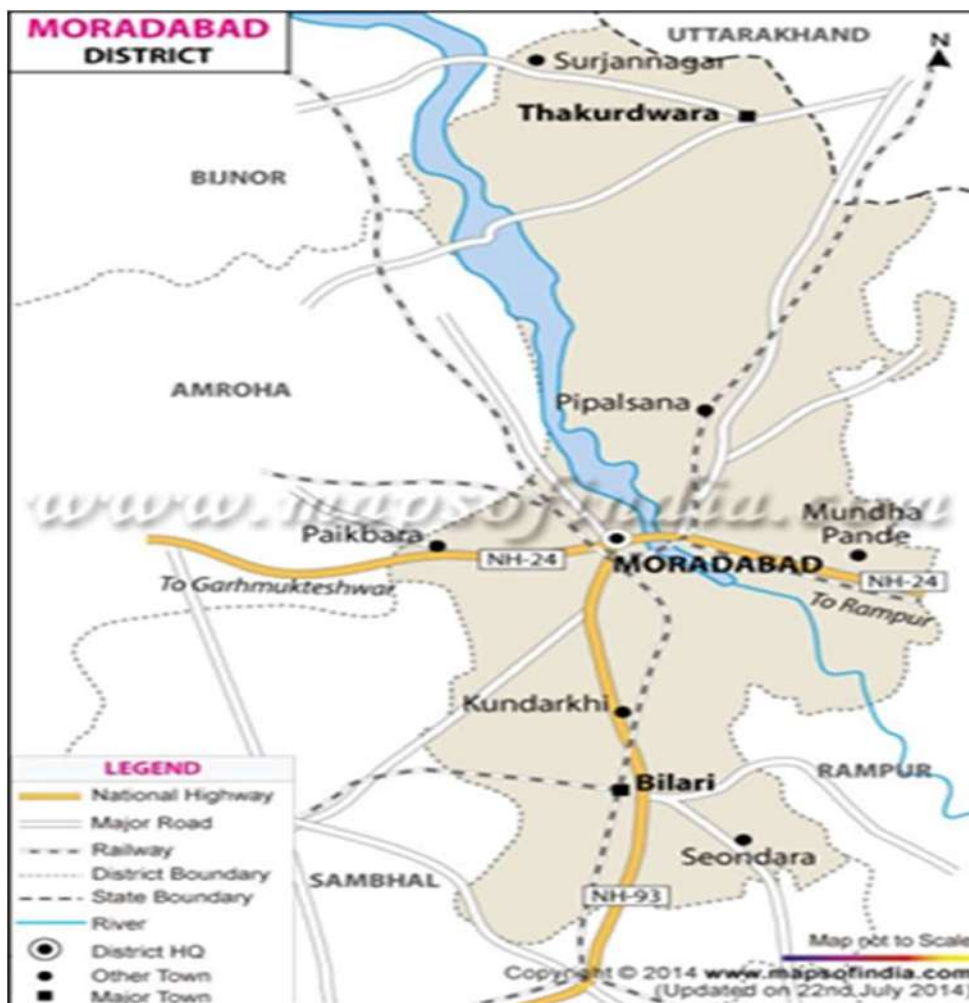 MORADABAD
DISTRICT
UTTARAKHAND
N
Surjannagar
Thakurdwara
BIJNOR
AMROHA
Pipalsana
www.mapsofindia.com
Paikbara
Mundha
Pande
NH-24
MORADABAD
NH-24
To Garhmukteshwar
To Rampur
Kundarkhi
RAMPUR
Bilari
Seondara
SAMBHAL
NH-93
LEGEND
National Highway
Major Road
Railway
District Boundary
State Boundary
River
District HQ
Other Town
Major Town
Map not to Scale
Copyright © 2014 www.mapsofindia.com
(Updated on 22nd July 2014)